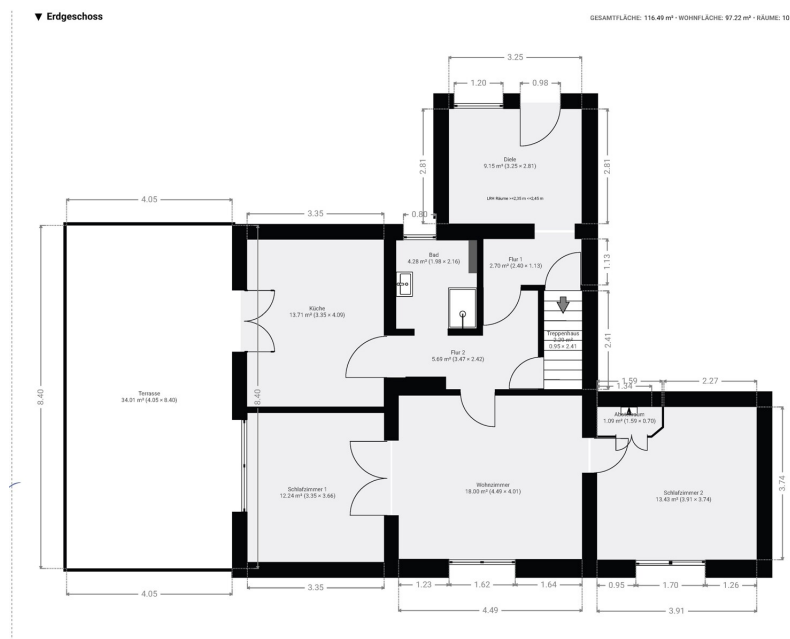 ▼ Erdgeschoss
GESAMTFLÄCHE: 116.49 m² • WOHNFLÄCHE: 97.22 m² • RÄUME: 10
3.25
1.20
0.98
2.81
Diele
9.15 m² (3.25 × 2.81)
2.81
4.05
3.35
0.80
Bad
4.28 m² (1.98 × 2.16)
Flur 1
2.70 m² (2.40 × 1.13)
1.13
Küche
13.71 m² (3.35 × 4.09)
Treppenhaus
2.20 m²
0.95 × 2.41
2.41
Flur 2
5.69 m² (3.47 × 2.42)
8.40
Terrasse
34.01 m² (4.05 × 8.40)
8.40
1.59
2.27
1.34
Abstellraum
1.09 m² (1.59 × 0.70)
Schlafzimmer 1
12.24 m² (3.35 × 3.66)
Wohnzimmer
18.00 m² (4.49 × 4.01)
Schlafzimmer 2
13.43 m² (3.91 × 3.74)
3.74
4.05
3.35
1.23
1.62
1.64
0.95
1.70
1.26
4.49
3.91